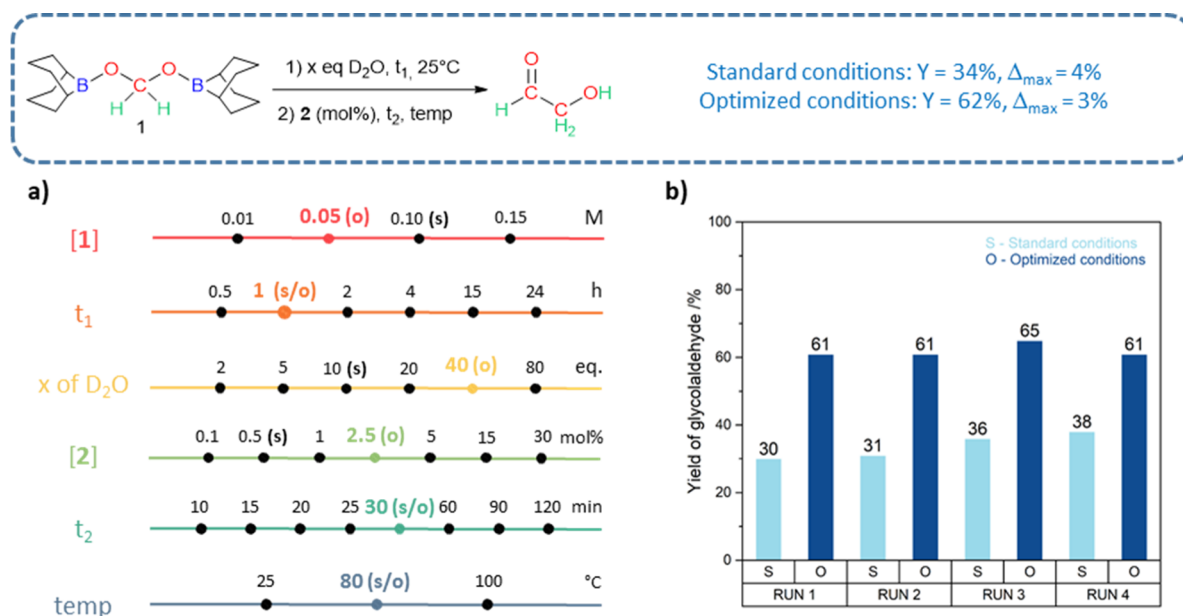 O O
B B
H H
1
1) x eq D₂O, t₁, 25°C
2) 2 (mol%), t₂, temp
O
H
OH
H₂
Standard conditions: Y = 34%, Δmax = 4%
Optimized conditions: Y = 62%, Δmax = 3%
a)
[1]
0.01 0.05 (o) 0.10 (s) 0.15 M
t₁
0.5 1 (s/o) 2 4 15 24 h
x of D₂O
2 5 10 (s) 20 40 (o) 80 eq.
[2]
0.1 0.5 (s) 1 2.5 (o) 5 15 30 mol%
t₂
10 15 20 25 30 (s/o) 60 90 120 min
temp
25 80 (s/o) 100 °C
b)
Yield of glycolaldehyde /%
100
80
60
40
20
0
S - Standard conditions
O - Optimized conditions
30 61 31 61 36 65 38 61
S O S O S O S O
RUN 1 RUN 2 RUN 3 RUN 4